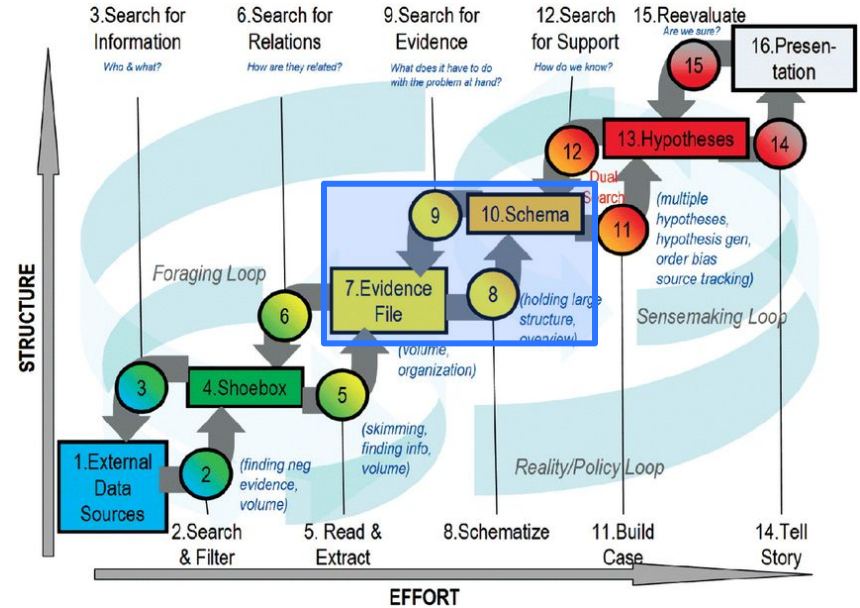 3.Search for
Information
Who & what?
6.Search for
Relations
How are they related?
9.Search for
Evidence
What does it have to do
with the problem at hand?
12.Search
for Support
How do we know?
15.Reevaluate
Are we sure?
15
16.Presen-
tation
12
13.Hypotheses
14
Dual
Search
9
10.Schema
11
(multiple
hypotheses,
hypothesis gen,
order bias
source tracking)
Foraging Loop
7.Evidence
File
8
(holding large
structure,
overview)
6
Sensemaking Loop
(volume,
organization)
3
4.Shoebox
5
(skimming,
finding info,
volume)
1.External
Data
Sources
2
(finding neg
evidence,
volume)
Reality/Policy Loop
2.Search
& Filter
5. Read &
Extract
8.Schematize
11.Build
Case
14.Tell
Story
STRUCTURE
EFFORT